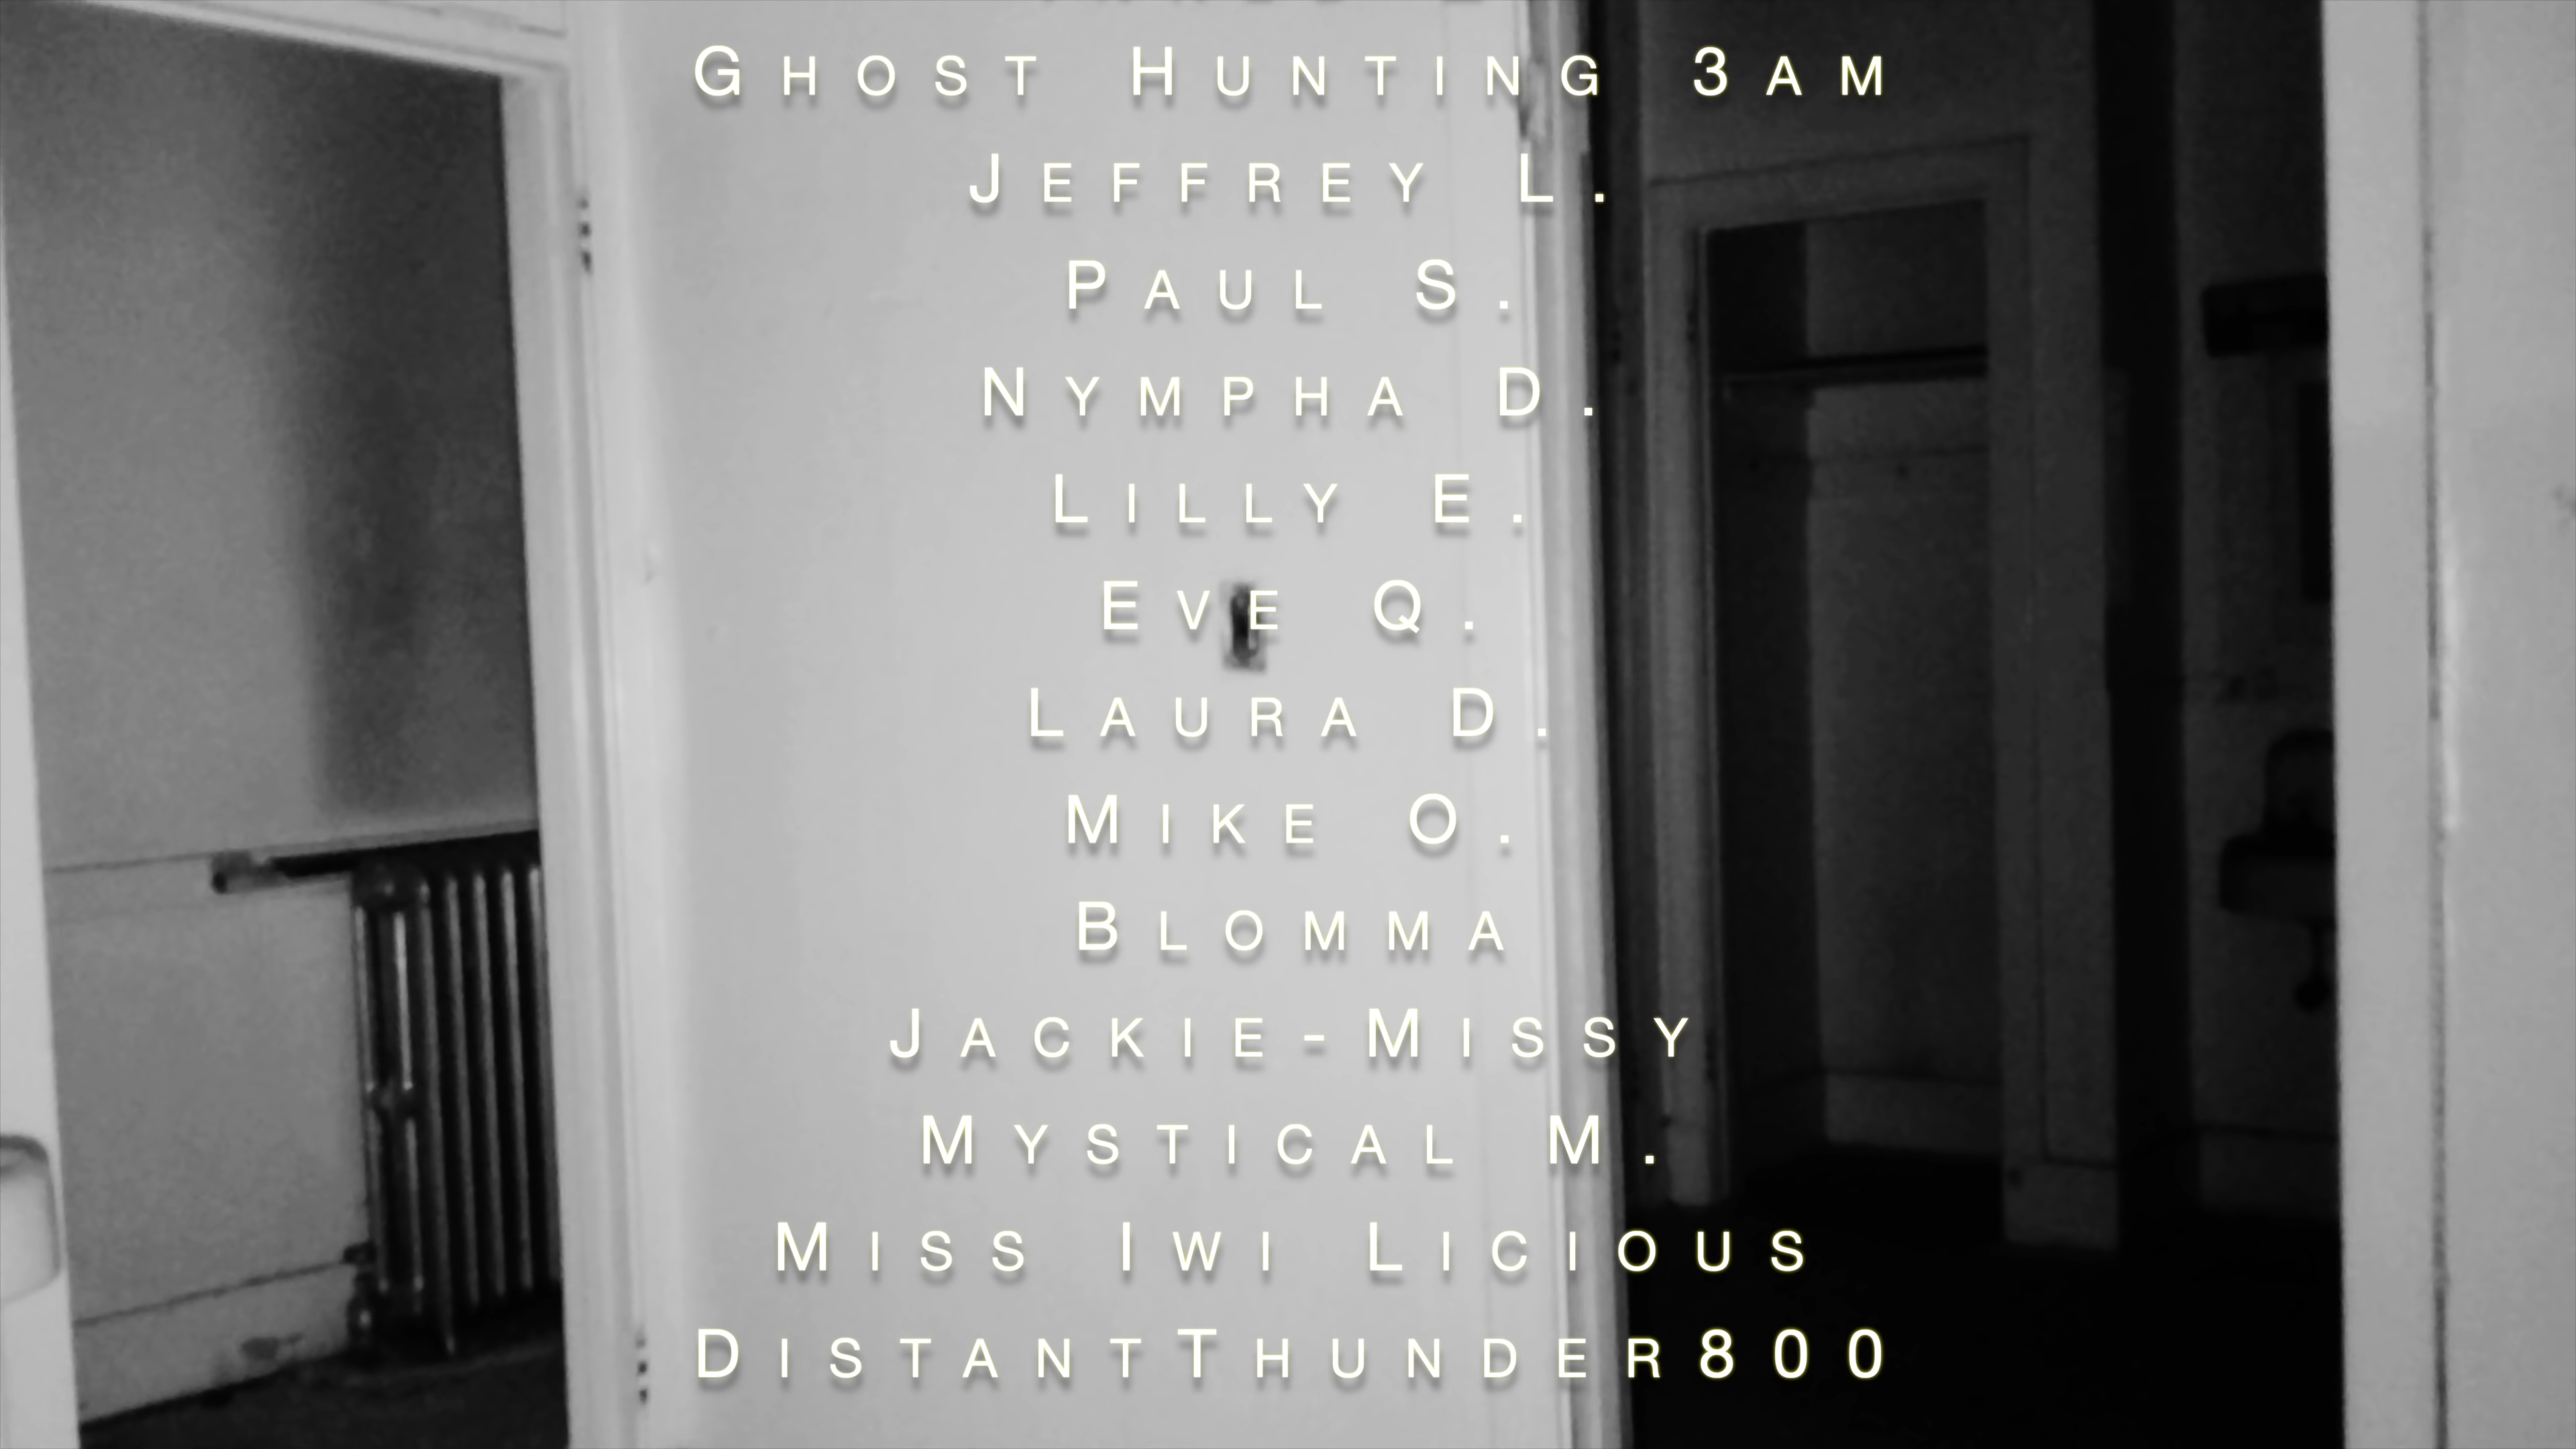 Ghost Hunting 3am
Jeffrey L.
Paul S.
Nympha D.
Lilly E.
Eve Q.
Laura D.
Mike O.
Blomma
Jackie-Missy
Mystical M.
Miss Iwi Licious
DistantThunder800